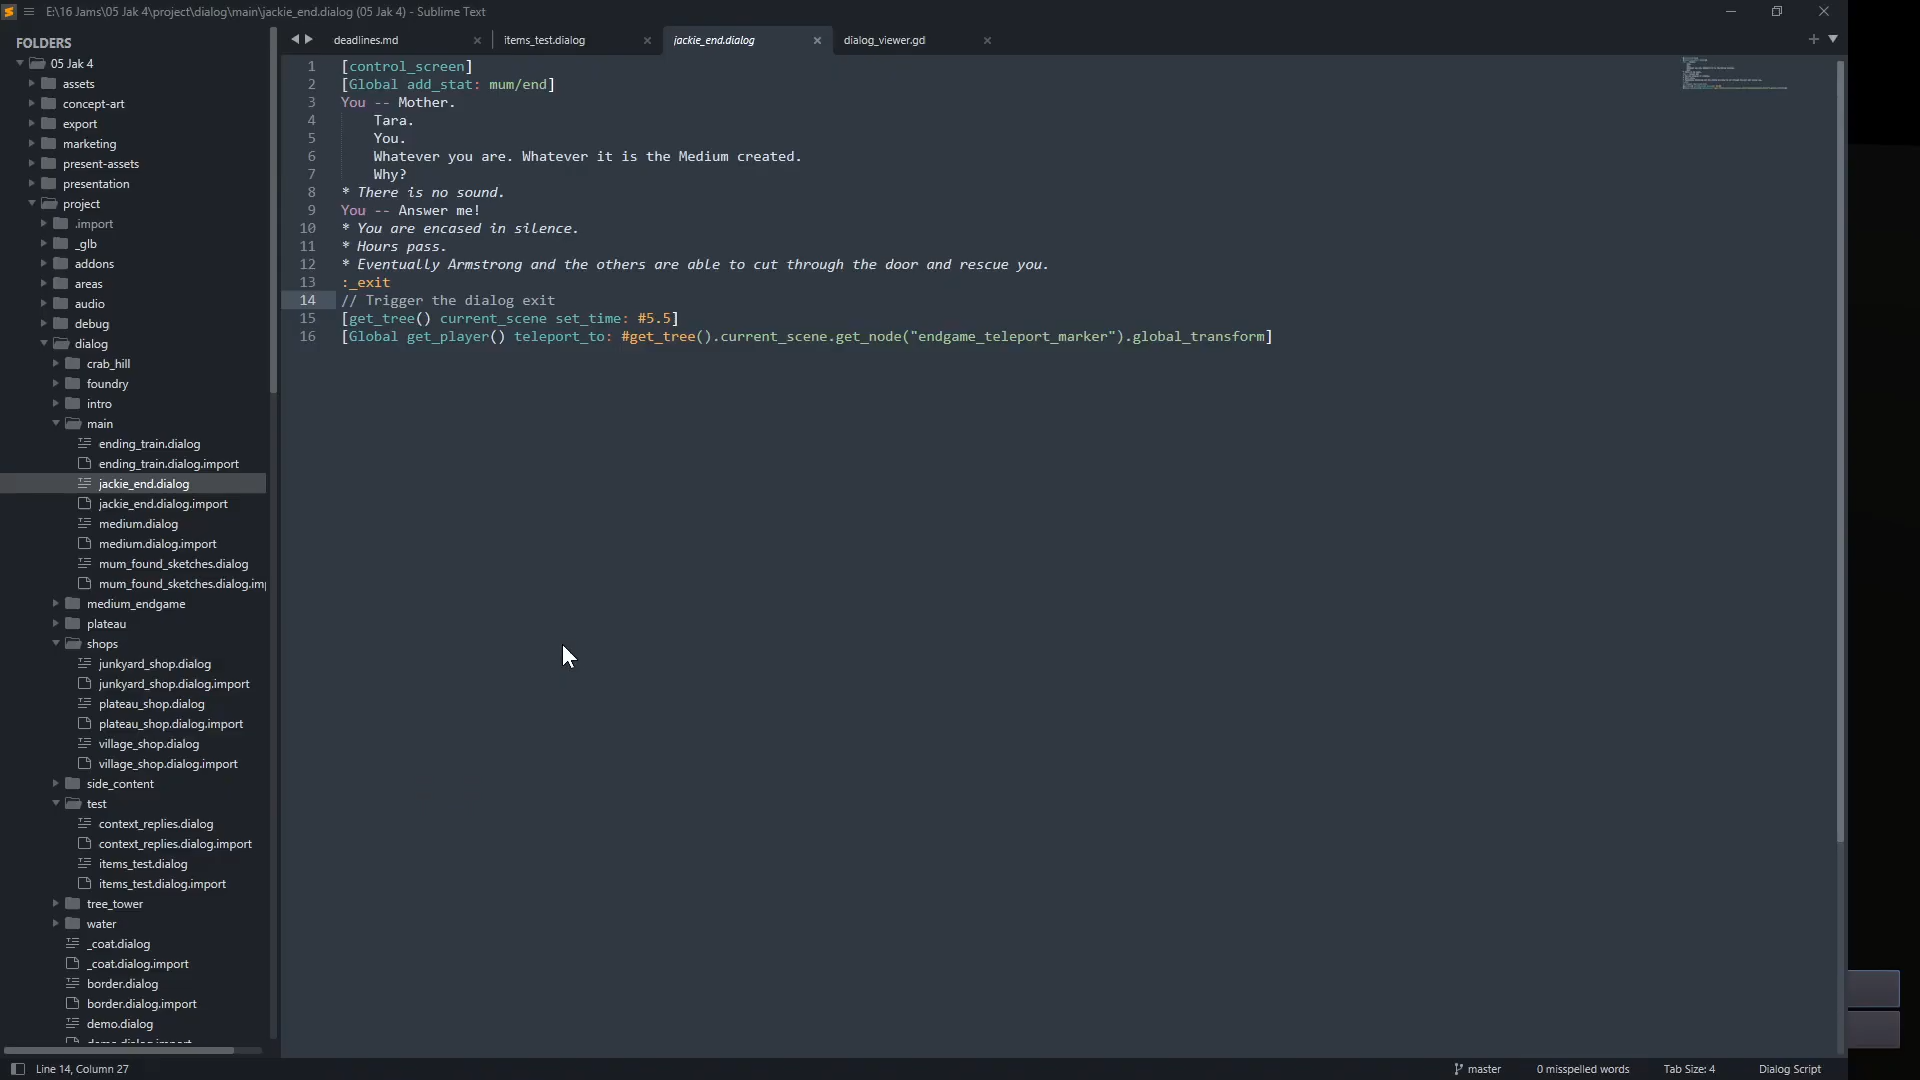 E:\16 Jams\05 Jak 4\project\dialog\main\jackie_end.dialog (05 Jak 4) - Sublime Text
FOLDERS
05 Jak 4
assets
concept-art
export
marketing
present-assets
presentation
project
.import
_glb
addons
areas
audio
debug
dialog
crab_hill
foundry
intro
main
ending_train.dialog
ending_train.dialog.import
jackie_end.dialog
jackie_end.dialog.import
medium.dialog
medium.dialog.import
mum_found_sketches.dialog
mum_found_sketches.dialog.imp
medium_endgame
plateau
shops
junkyard_shop.dialog
junkyard_shop.dialog.import
plateau_shop.dialog
plateau_shop.dialog.import
village_shop.dialog
village_shop.dialog.import
side_content
test
context_replies.dialog
context_replies.dialog.import
items_test.dialog
items_test.dialog.import
tree_tower
water
_coat.dialog
_coat.dialog.import
border.dialog
border.dialog.import
demo.dialog
deadlines.md
items_test.dialog
jackie_end.dialog
dialog_viewer.gd
1 [control_screen]
2 [Global add_stat: mum/end]
3 You -- Mother.
4 Tara.
5 You.
6 Whatever you are. Whatever it is the Medium created.
7 Why?
8 * There is no sound.
9 You -- Answer me!
10 * You are encased in silence.
11 * Hours pass.
12 * Eventually Armstrong and the others are able to cut through the door and rescue you.
13 :_exit
14 // Trigger the dialog exit
15 [get_tree() current_scene set_time: #5.5]
16 [Global get_player() teleport_to: #get_tree().current_scene.get_node("endgame_teleport_marker").global_transform]
Line 14, Column 27
master
0 misspelled words
Tab Size: 4
Dialog Script